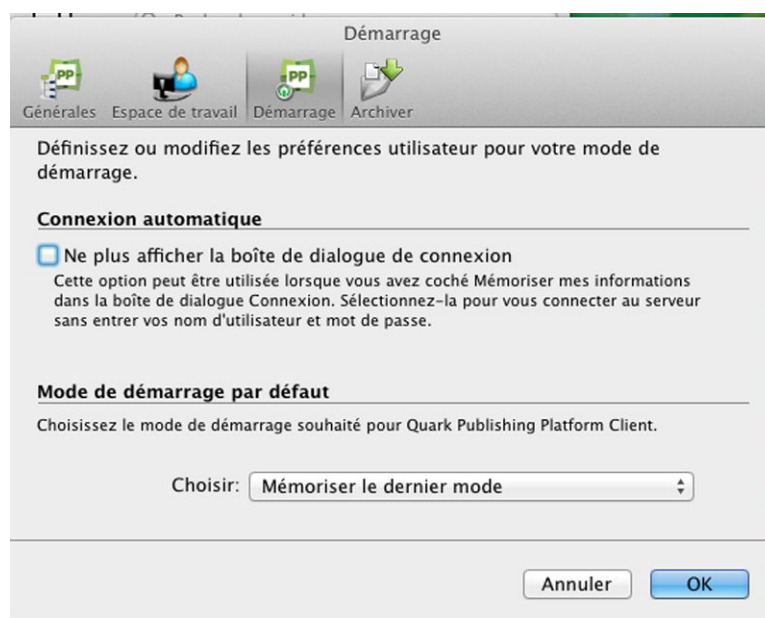 Démarrage
Générales Espace de travail Démarrage Archiver
Définissez ou modifiez les préférences utilisateur pour votre mode de
démarrage.
Connexion automatique
Ne plus afficher la boîte de dialogue de connexion
Cette option peut être utilisée lorsque vous avez coché Mémoriser mes informations
dans la boîte de dialogue Connexion. Sélectionnez-la pour vous connecter au serveur
sans entrer vos nom d'utilisateur et mot de passe.
Mode de démarrage par défaut
Choisissez le mode de démarrage souhaité pour Quark Publishing Platform Client.
Choisir: Mémoriser le dernier mode
Annuler OK